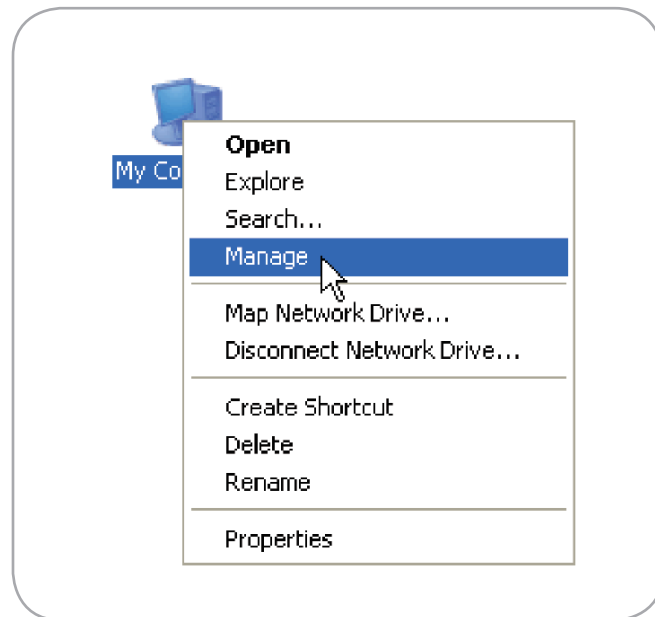 My Co
Open
Explore
Search...
Manage
Map Network Drive...
Disconnect Network Drive...
Create Shortcut
Delete
Rename
Properties